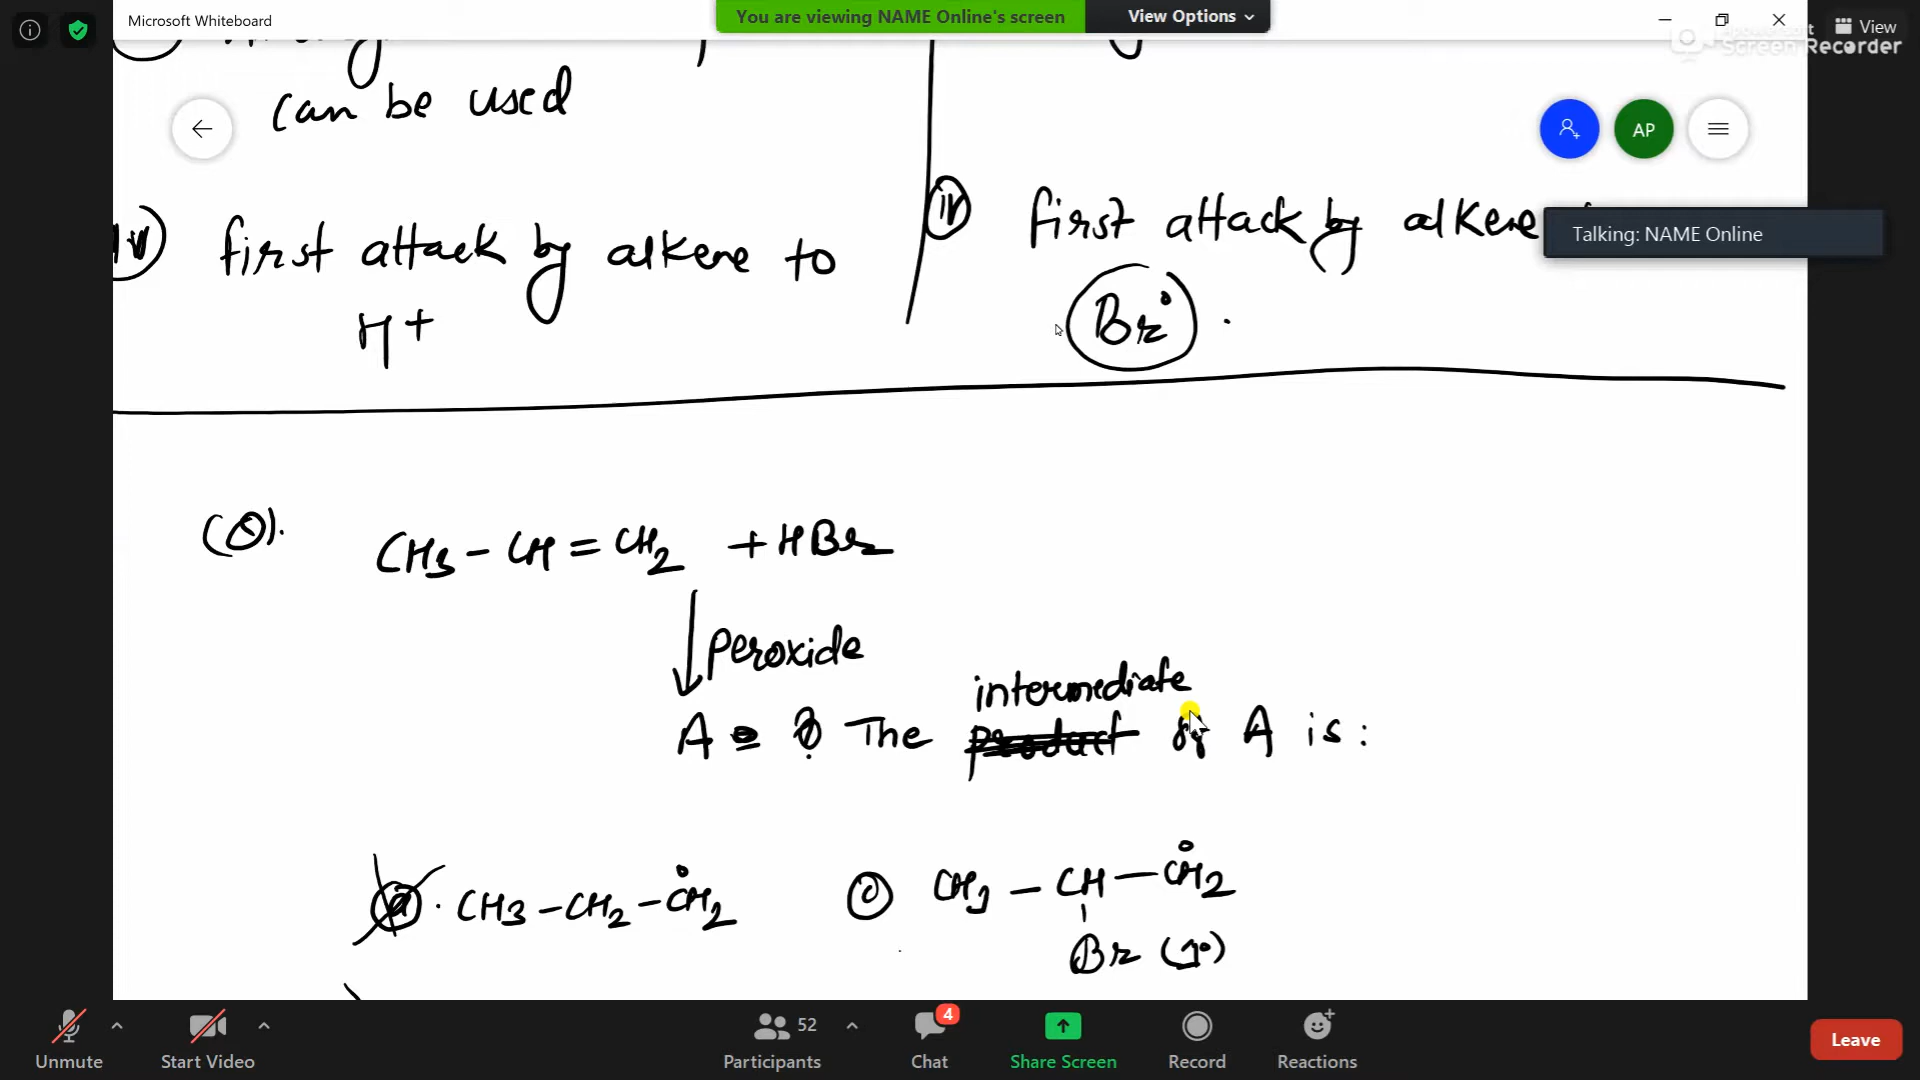 Microsoft Whiteboard
You are viewing NAME Online's screen
View Options
View
Screen Recorder
can be used
AP
Talking: NAME Online
(iv) first attack by alkene to
H+
(iv) first attack by alkene
Br° .
(Q). CH3 - CH = CH2 + HBr
Peroxide
intermediate
A = ? The product of A is:
(a) . CH3 - CH2 - C°H2
(c) CH3 - CH - C°H2
Br (1°)
Unmute
Start Video
52
Participants
4
Chat
Share Screen
Record
Reactions
Leave